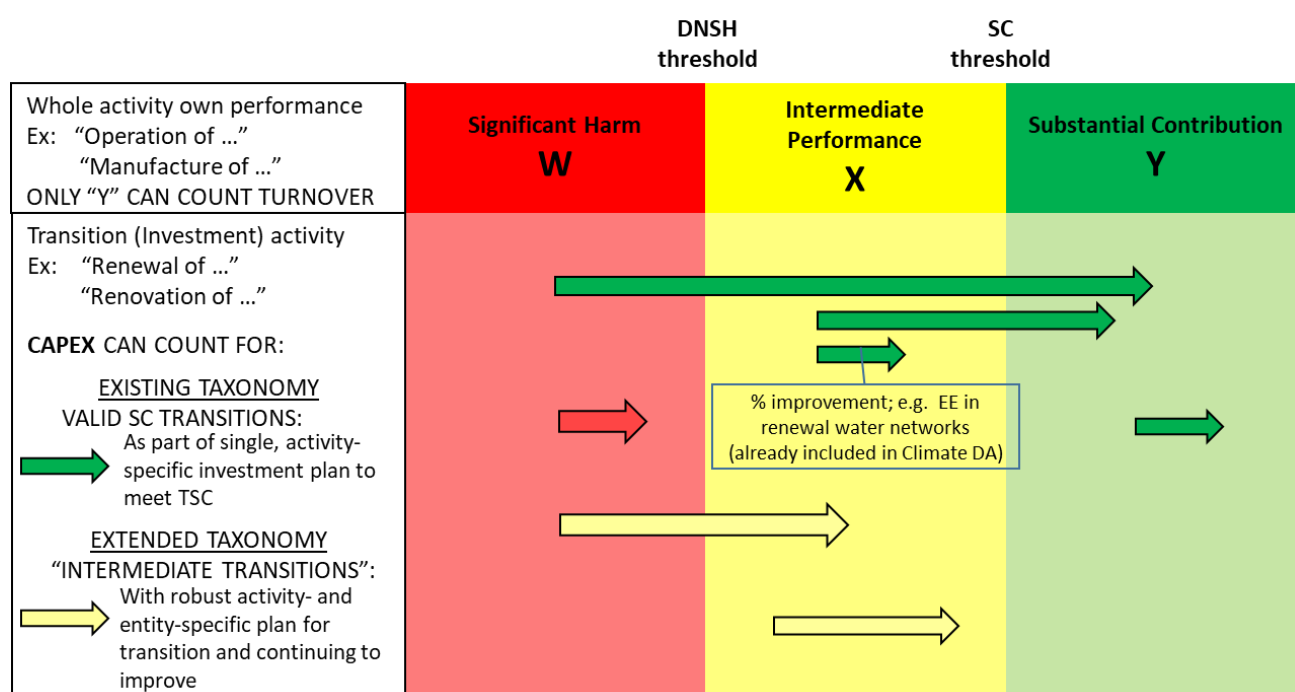 DNSH
threshold
SC
threshold
Whole activity own performance
Ex: “Operation of …”
“Manufacture of …”
ONLY “Y” CAN COUNT TURNOVER
Significant Harm
W
Intermediate
Performance
X
Substantial Contribution
Y
Transition (Investment) activity
Ex: “Renewal of …”
“Renovation of …”
CAPEX CAN COUNT FOR:
EXISTING TAXONOMY
VALID SC TRANSITIONS:
As part of single, activity-
specific investment plan to
meet TSC
EXTENDED TAXONOMY
“INTERMEDIATE TRANSITIONS”:
With robust activity- and
entity-specific plan for
transition and continuing to
improve
% improvement; e.g. EE in
renewal water networks
(already included in Climate DA)